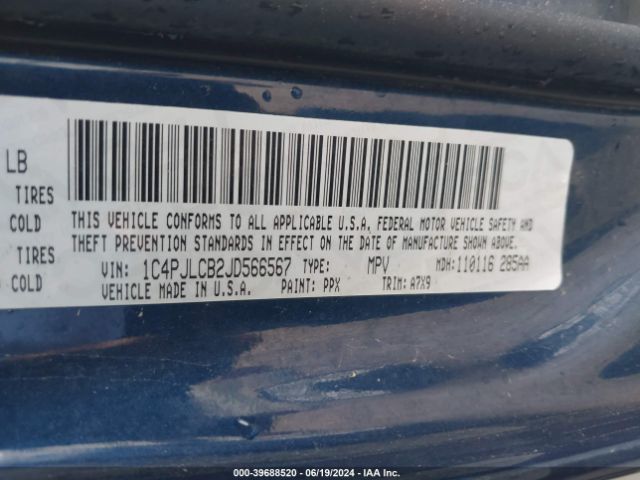 LB
TIRES
COLD
TIRES
COLD
THIS VEHICLE CONFORMS TO ALL APPLICABLE U.S.A. FEDERAL MOTOR VEHICLE SAFETY AND
THEFT PREVENTION STANDARDS IN EFFECT ON THE DATE OF MANUFACTURE SHOWN ABOVE.
VIN: 1C4PJLCB2JD566567 TYPE: MPV MDH:110116 285AA
VEHICLE MADE IN U.S.A. PAINT: PPX TRIM: A7X9
000-39688520 - 06/19/2024 - IAA Inc.